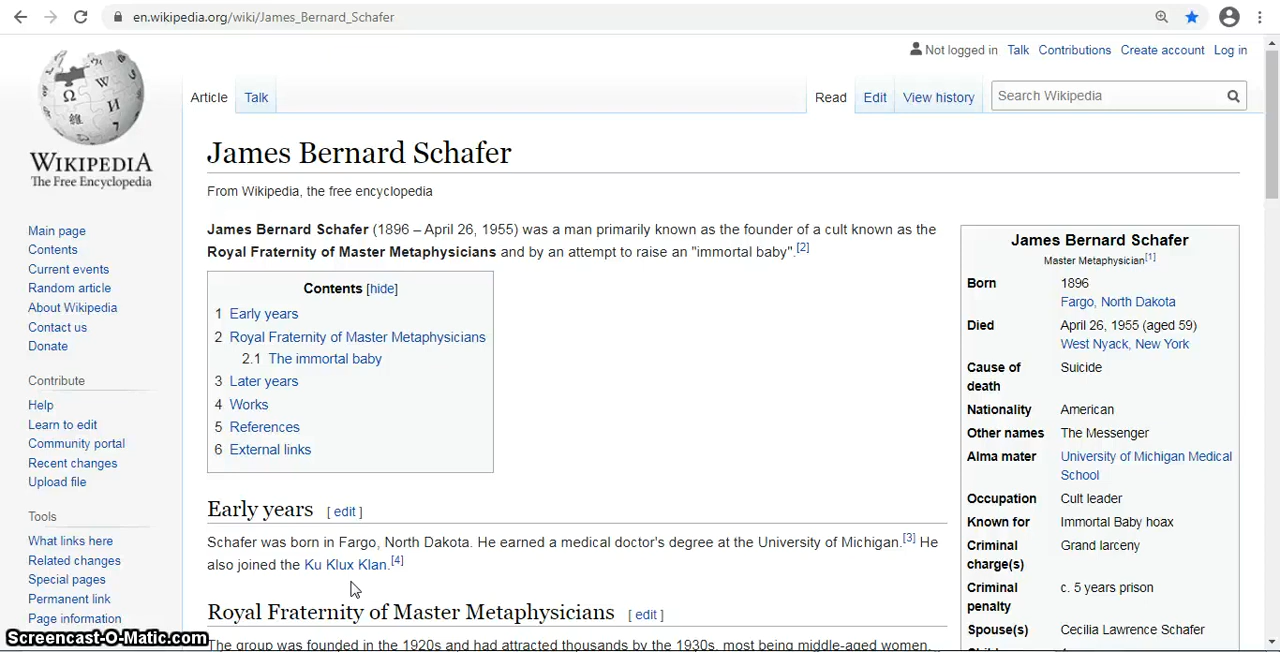 en.wikipedia.org/wiki/James_Bernard_Schafer
Not logged in Talk Contributions Create account Log in
Article Talk Read Edit View history Search Wikipedia
WIKIPEDIA
The Free Encyclopedia
Main page
Contents
Current events
Random article
About Wikipedia
Contact us
Donate
Contribute
Help
Learn to edit
Community portal
Recent changes
Upload file
Tools
What links here
Related changes
Special pages
Permanent link
Page information
James Bernard Schafer
From Wikipedia, the free encyclopedia
James Bernard Schafer (1896 – April 26, 1955) was a man primarily known as the founder of a cult known as the
Royal Fraternity of Master Metaphysicians and by an attempt to raise an "immortal baby".[2]
Contents [hide]
1 Early years
2 Royal Fraternity of Master Metaphysicians
2.1 The immortal baby
3 Later years
4 Works
5 References
6 External links
Early years [ edit ]
Schafer was born in Fargo, North Dakota. He earned a medical doctor's degree at the University of Michigan.[3] He
also joined the Ku Klux Klan.[4]
Royal Fraternity of Master Metaphysicians [ edit ]
The group was founded in the 1920s and had attracted thousands by the 1930s, most being middle-aged women,
James Bernard Schafer
Master Metaphysician[1]
Born 1896
Fargo, North Dakota
Died April 26, 1955 (aged 59)
West Nyack, New York
Cause of Suicide
death
Nationality American
Other names The Messenger
Alma mater University of Michigan Medical
School
Occupation Cult leader
Known for Immortal Baby hoax
Criminal Grand larceny
charge(s)
Criminal c. 5 years prison
penalty
Spouse(s) Cecilia Lawrence Schafer
Screencast-O-Matic.com